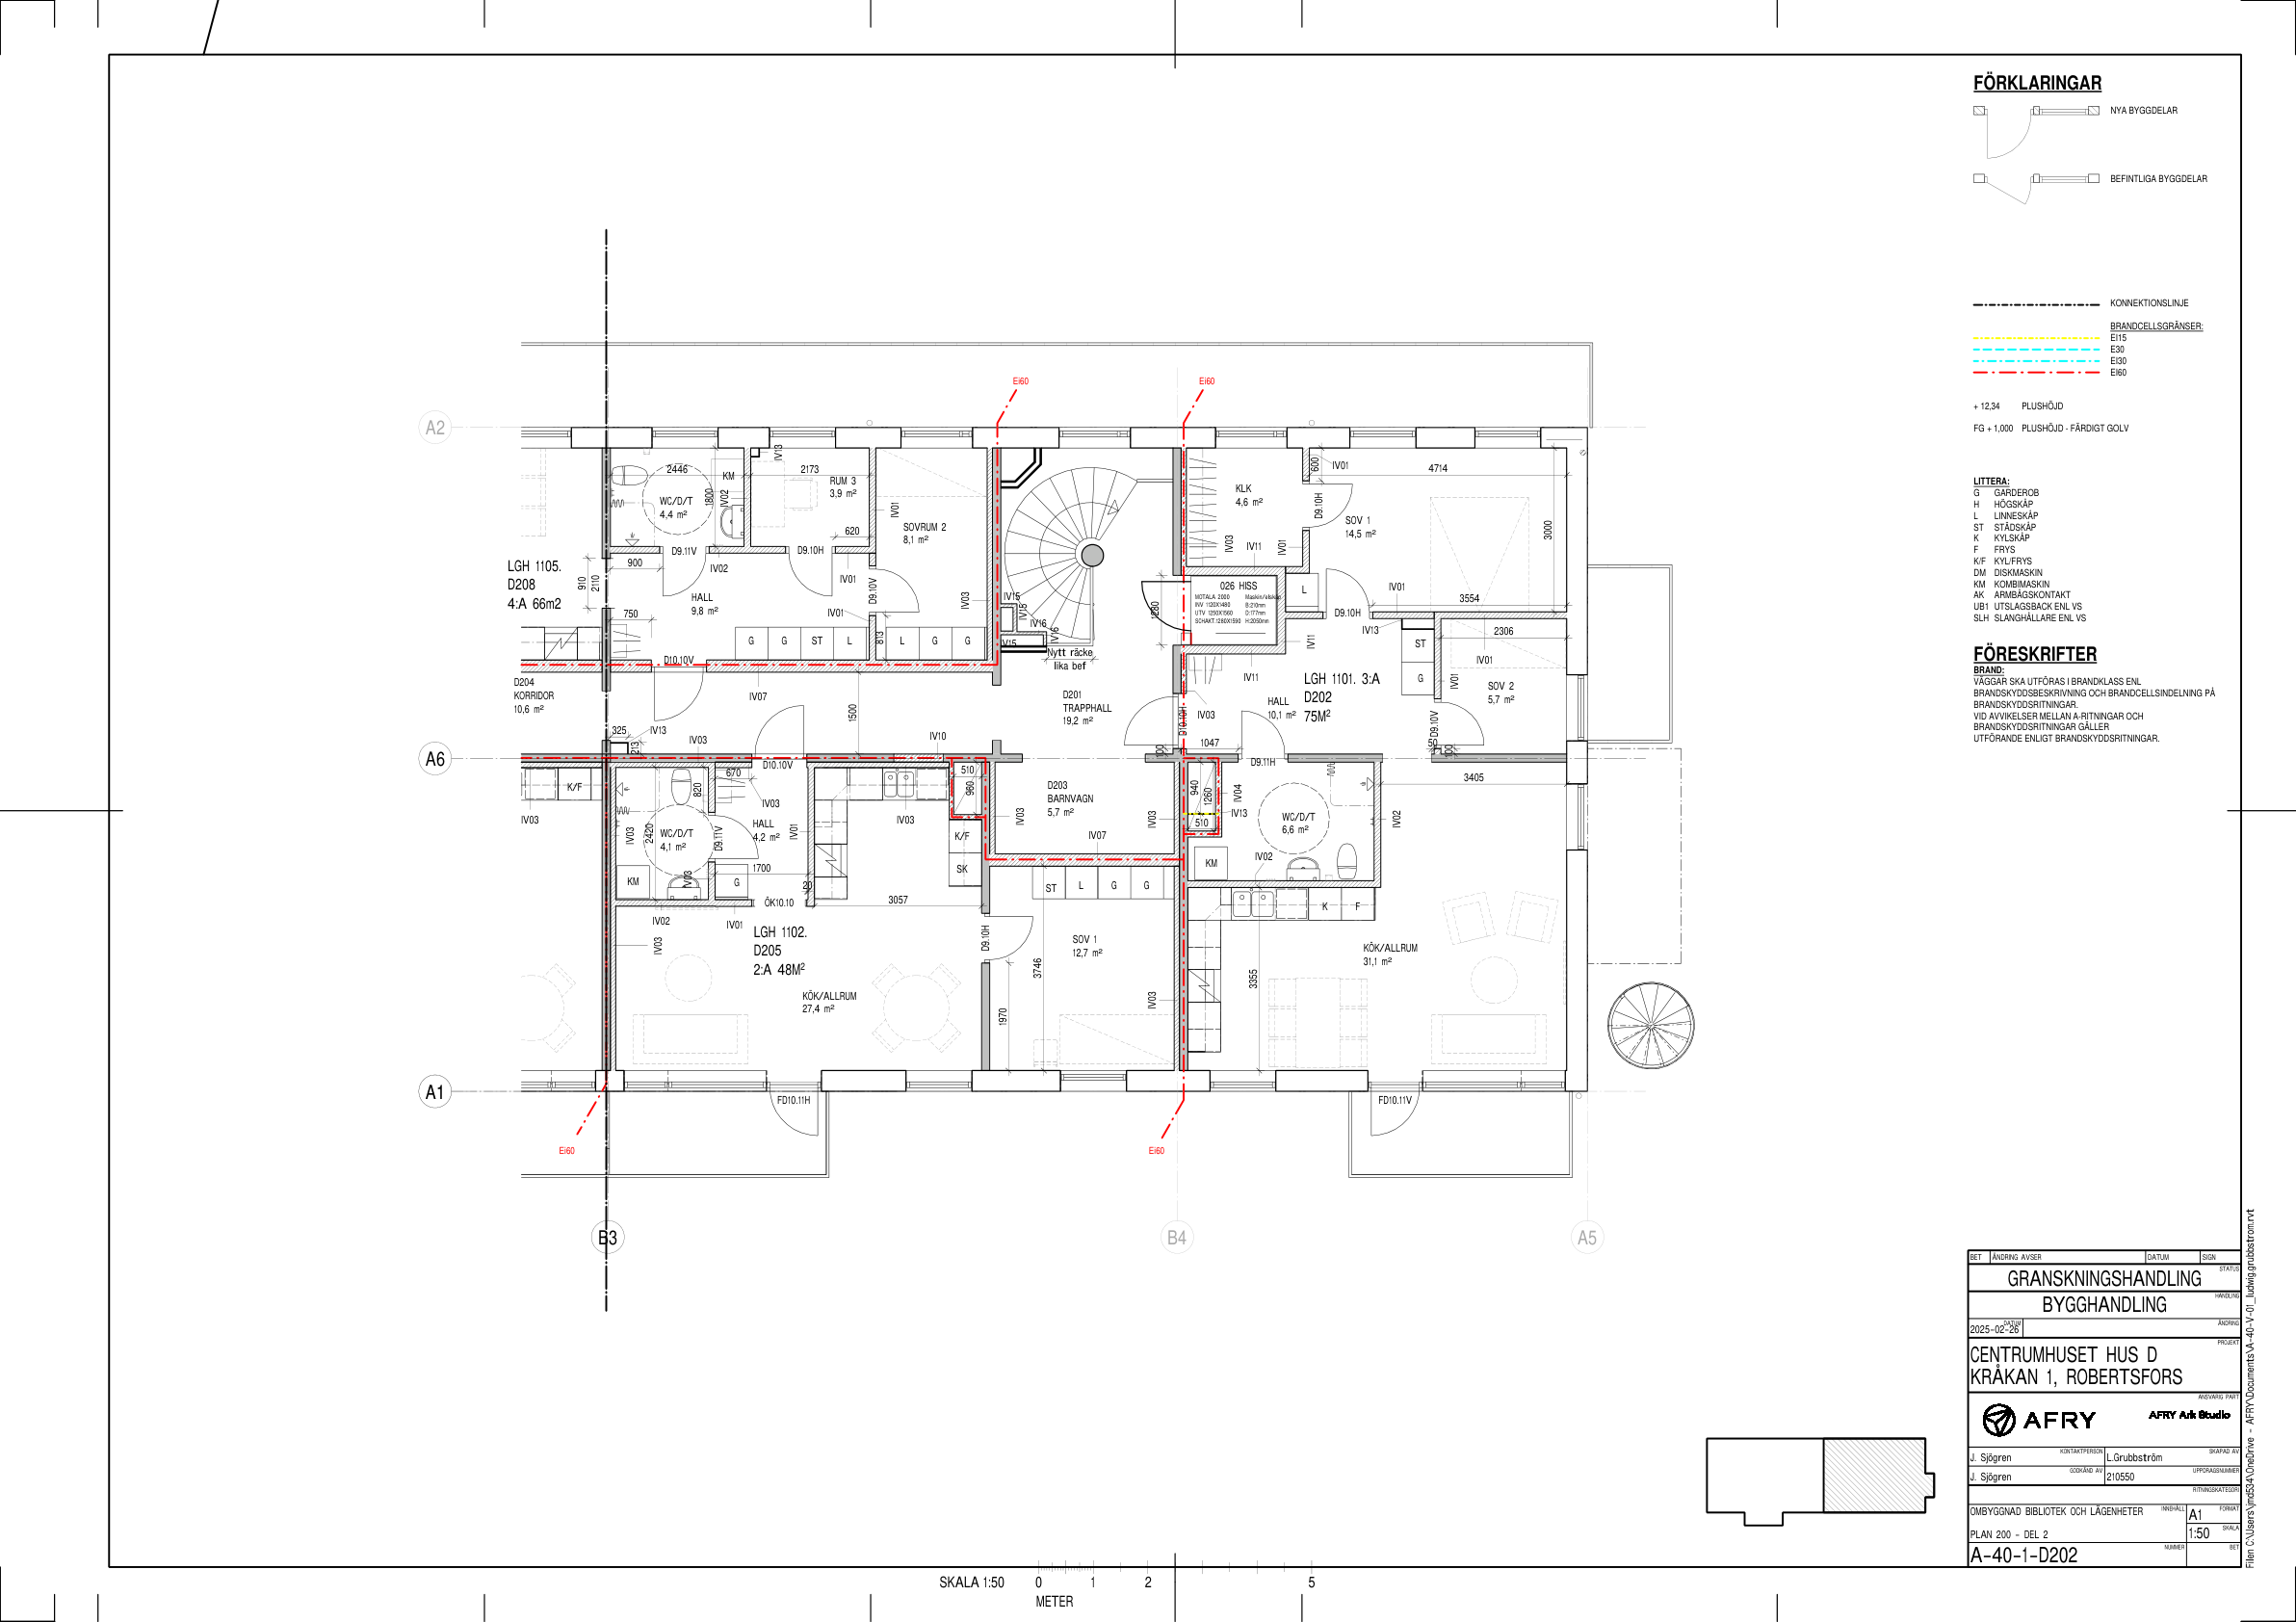 FÖRKLARINGAR
NYA BYGGDELAR
BEFINTLIGA BYGGDELAR
KONNEKTIONSLINJE
BRANDCELLSGRÄNSER:
EI15
E30
EI30
EI60
+ 12,34 PLUSHÖJD
FG + 1,000 PLUSHÖJD - FÄRDIGT GOLV
LITTERA:
G GARDEROB
H HÖGSKÅP
L LINNESKÅP
ST STÄDSKÅP
K KYLSKÅP
F FRYS
K/F KYL/FRYS
DM DISKMASKIN
KM KOMBIMASKIN
AK ARMBÅGSKONTAKT
UB1 UTSLAGSBACK ENL VS
SLH SLANGHÅLLARE ENL VS
FÖRESKRIFTER
BRAND:
VÄGGAR SKA UTFÖRAS I BRANDKLASS ENL
BRANDSKYDDSBESKRIVNING OCH BRANDCELLSINDELNING PÅ
BRANDSKYDDSRITNINGAR.
VID AVVIKELSER MELLAN A-RITNINGAR OCH
BRANDSKYDDSRITNINGAR GÄLLER
UTFÖRANDE ENLIGT BRANDSKYDDSRITNINGAR.
Ei60
Ei60
A2
2446
KM
IV13
2173
RUM 3
3,9 m²
WC/D/T
4,4 m²
1800
IV02
IV01
620
SOVRUM 2
8,1 m²
D9.11V
D9.10H
IV02
IV01
900
LGH 1105.
D208
4:A 66m2
910
2110
750
HALL
9,8 m²
IV01
D9.10V
IV03
813
G
G
ST
L
L
G
G
D10.10V
IV15
IV15
IV16
IV16
IV15
Nytt räcke
lika bef
KLK
4,6 m²
600
IV01
4714
D9.10H
SOV 1
14,5 m²
3000
IV03
IV11
IV01
026 HISS
MOTALA 2000 Maskin/elskåp
INV 1120X1480 B:210mm
UTV 1250X1560 D:177mm
SCHAKT:1280X1590 H:2050mm
1280
L
IV01
3554
D9.10H
IV13
IV11
2306
ST
G
IV01
IV01
SOV 2
5,7 m²
D9.10V
IV11
LGH 1101. 3:A
D202
75M²
HALL
10,1 m²
IV03
D10.10H
1047
100
50
100
D9.11H
D204
KORRIDOR
10,6 m²
IV07
1500
D201
TRAPPHALL
19,2 m²
325
IV13
213
IV03
IV10
A6
D10.10V
510
960
670
K/F
820
IV03
IV03
IV03
HALL
4,2 m²
IV01
IV03
2420
WC/D/T
4,1 m²
D9.11V
1700
KM
IV03
G
20
ÖK10.10
IV02
IV01
IV03
K/F
SK
3057
D203
BARNVAGN
5,7 m²
IV03
IV03
IV07
940
1260
510
IV04
IV13
WC/D/T
6,6 m²
IV02
IV02
KM
3405
K
F
ST
L
G
G
LGH 1102.
D205
2:A 48M²
KÖK/ALLRUM
27,4 m²
D9.10H
SOV 1
12,7 m²
3746
1970
IV03
3355
KÖK/ALLRUM
31,1 m²
A1
FD10.11H
FD10.11V
Ei60
Ei60
B3
B4
A5
BET
ÄNDRING AVSER
DATUM
SIGN
STATUS
GRANSKNINGSHANDLING
HANDLING
BYGGHANDLING
DATUM
2025-02-26
ÄNDRING
PROJEKT
CENTRUMHUSET HUS D
KRÅKAN 1, ROBERTSFORS
ANSVARIG PART
AFRY
AFRY Ark Studio
J. Sjögren
KONTAKTPERSON
L.Grubbström
SKAPAD AV
J. Sjögren
GODKÄND AV
210550
UPPDRAGSNUMMER
RITNINGSKATEGORI
OMBYGGNAD BIBLIOTEK OCH LÄGENHETER
INNEHÅLL
A1
FORMAT
PLAN 200 - DEL 2
1:50
SKALA
A-40-1-D202
NUMMER
BET
Filen C:\Users\jnd534\OneDrive - AFRY\Documents\A-40-V-01_ludwig.grubbstrom.rvt
SKALA 1:50
0
1
2
5
METER